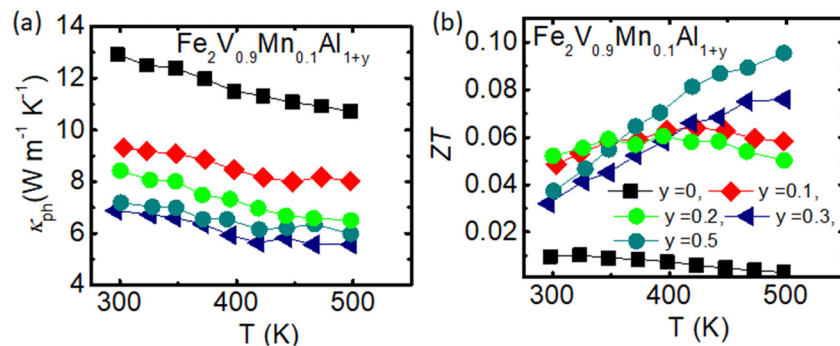 (a)
Fe₂V₀.₉Mn₀.₁Al₁₊y
κph(W m⁻¹ K⁻¹)
14
12
10
8
6
4
300
400
500
T (K)
(b)
Fe₂V₀.₉Mn₀.₁Al₁₊y
ZT
0.10
0.08
0.06
0.04
0.02
y =0, y =0.1,
y =0.2, y =0.3,
y =0.5
300
400
500
T (K)